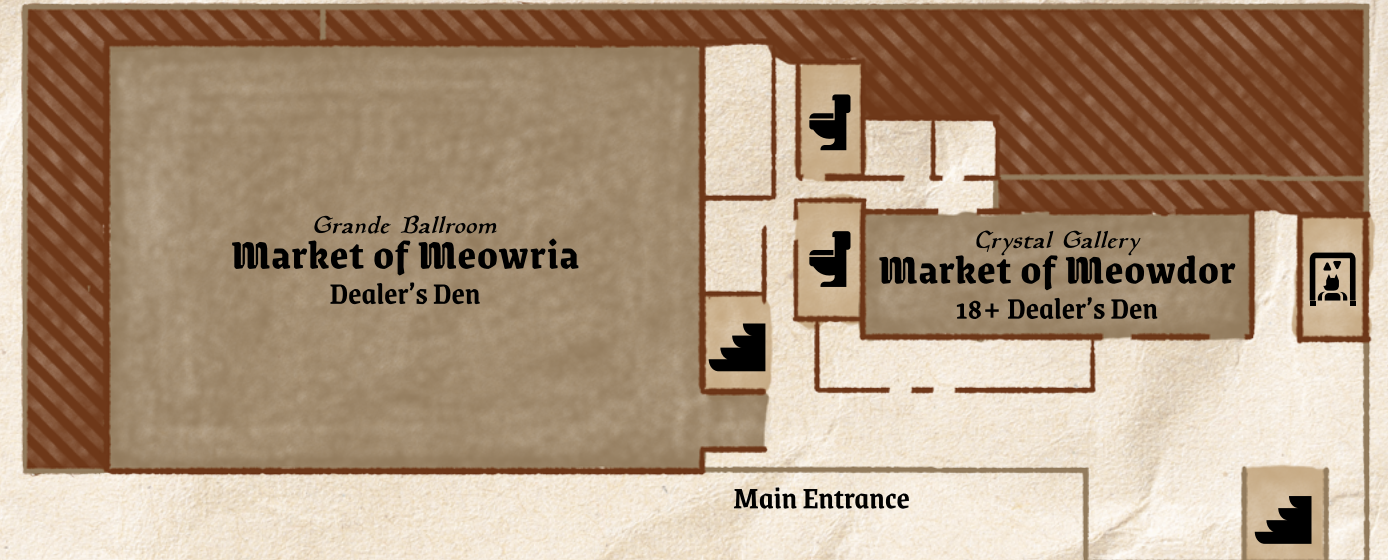 Grande Ballroom
Market of Meowria
Dealer's Den
Crystal Gallery
Market of Meowdor
18+ Dealer's Den
Main Entrance